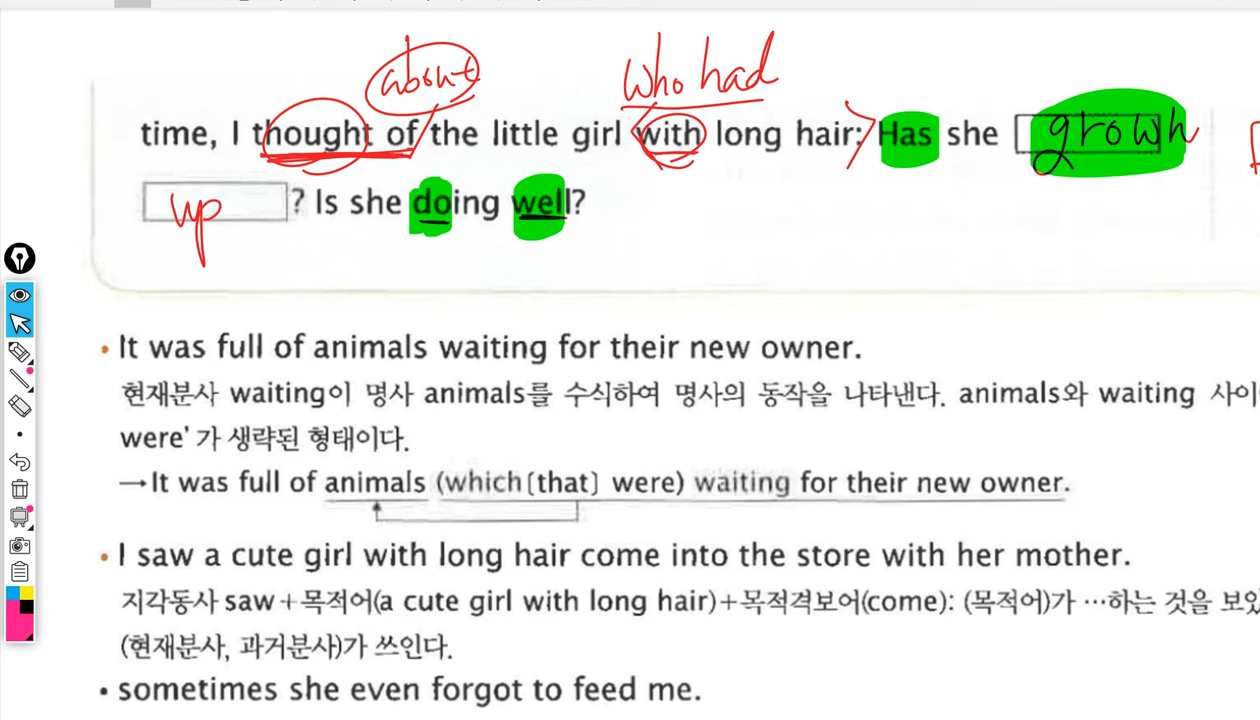 about who had
time, I thought of the little girl with long hair: Has she grown
up ? Is she doing well?
• It was full of animals waiting for their new owner.
현재분사 waiting이 명사 animals를 수식하여 명사의 동작을 나타낸다. animals와 waiting 사이
were'가 생략된 형태이다.
→It was full of animals (which[that] were) waiting for their new owner.
• I saw a cute girl with long hair come into the store with her mother.
지각동사 saw+목적어(a cute girl with long hair)+목적격보어(come): (목적어)가 …하는 것을 보았
(현재분사, 과거분사)가 쓰인다.
• sometimes she even forgot to feed me.